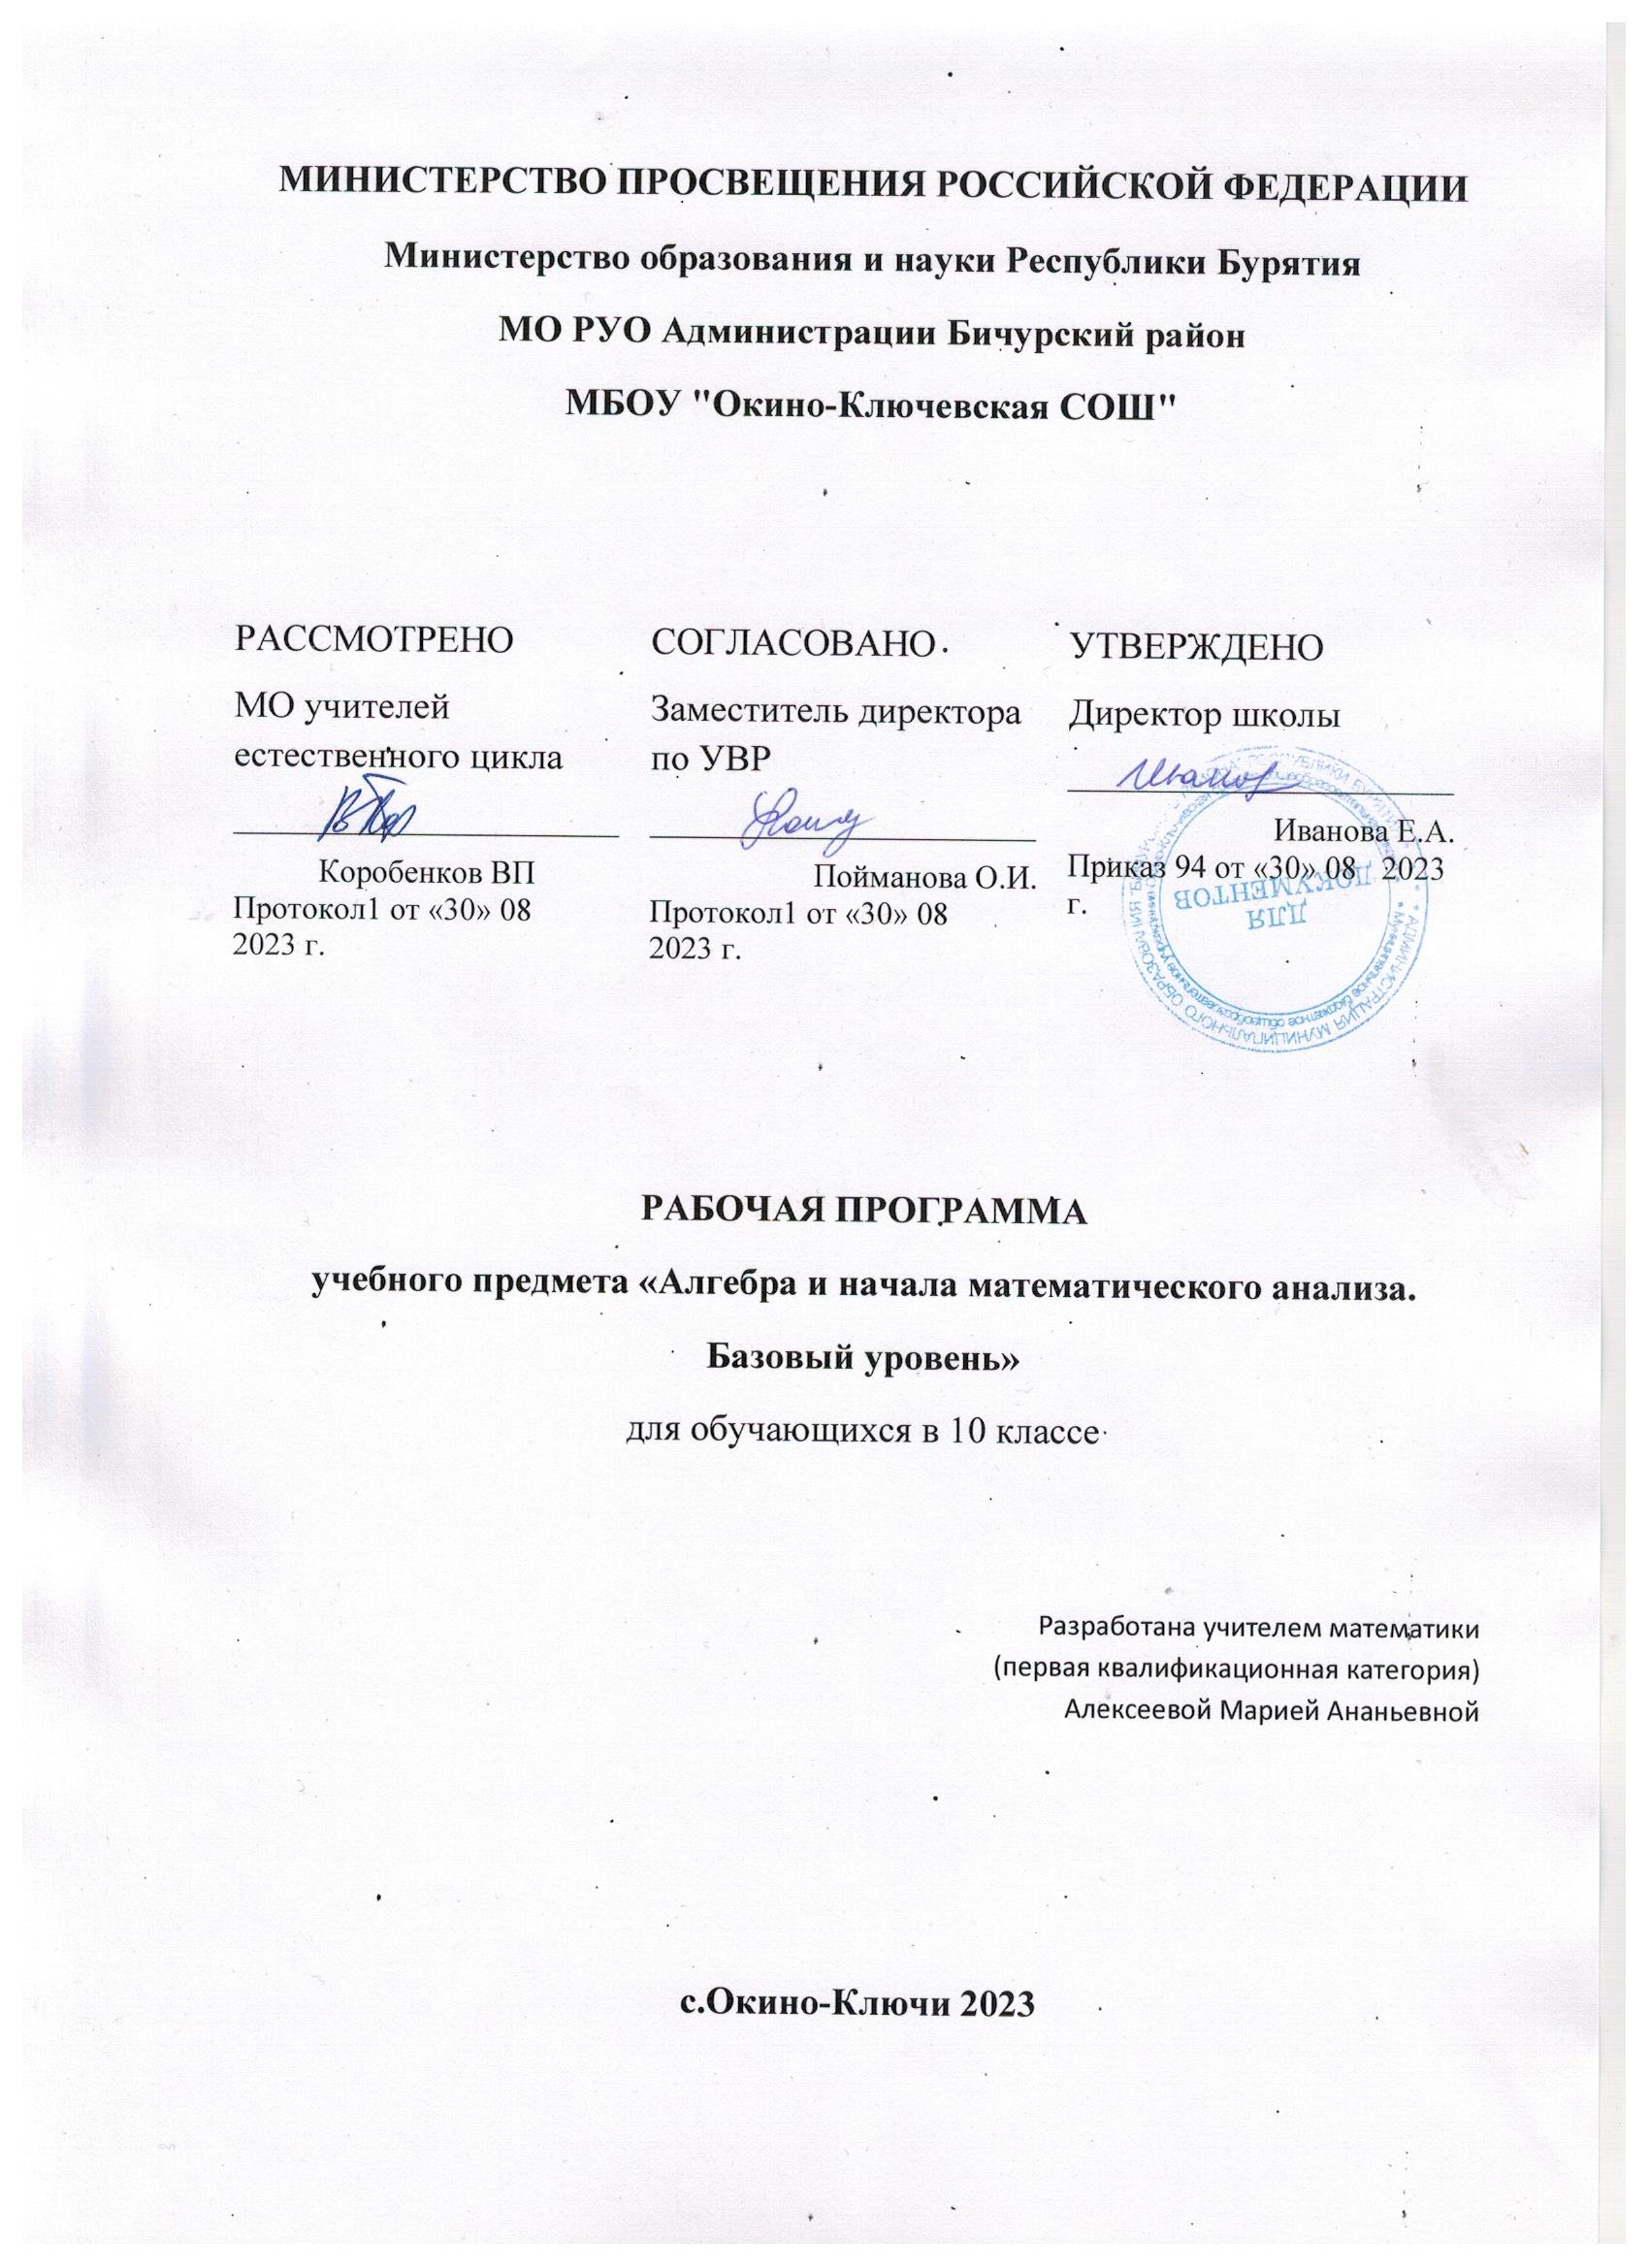 МИНИСТЕРСТВО ПРОСВЕЩЕНИЯ РОССИЙСКОЙ ФЕДЕРАЦИИ
Министерство образования и науки Республики Бурятия
МО РУО Администрации Бичурский район
МБОУ "Окино-Ключевская СОШ"
РАССМОТРЕНО
МО учителей
естественного цикла
Коробенков ВП
Протокол1 от «30» 08
2023 г.
СОГЛАСОВАНО
Заместитель директора
по УВР
Пойманова О.И.
Протокол1 от «30» 08
2023 г.
УТВЕРЖДЕНО
Директор школы
Иванова Е.А.
Приказ 94 от «30» 08 2023
г.
ДЛЯ
ДОКУМЕНТОВ
АДМИНИСТРАЦИЯ МУНИЦИПАЛЬНОГО ОБРАЗОВАНИЯ
РАБОЧАЯ ПРОГРАММА
учебного предмета «Алгебра и начала математического анализа.
Базовый уровень»
для обучающихся в 10 классе
Разработана учителем математики
(первая квалификационная категория)
Алексеевой Марией Ананьевной
с.Окино-Ключи 2023